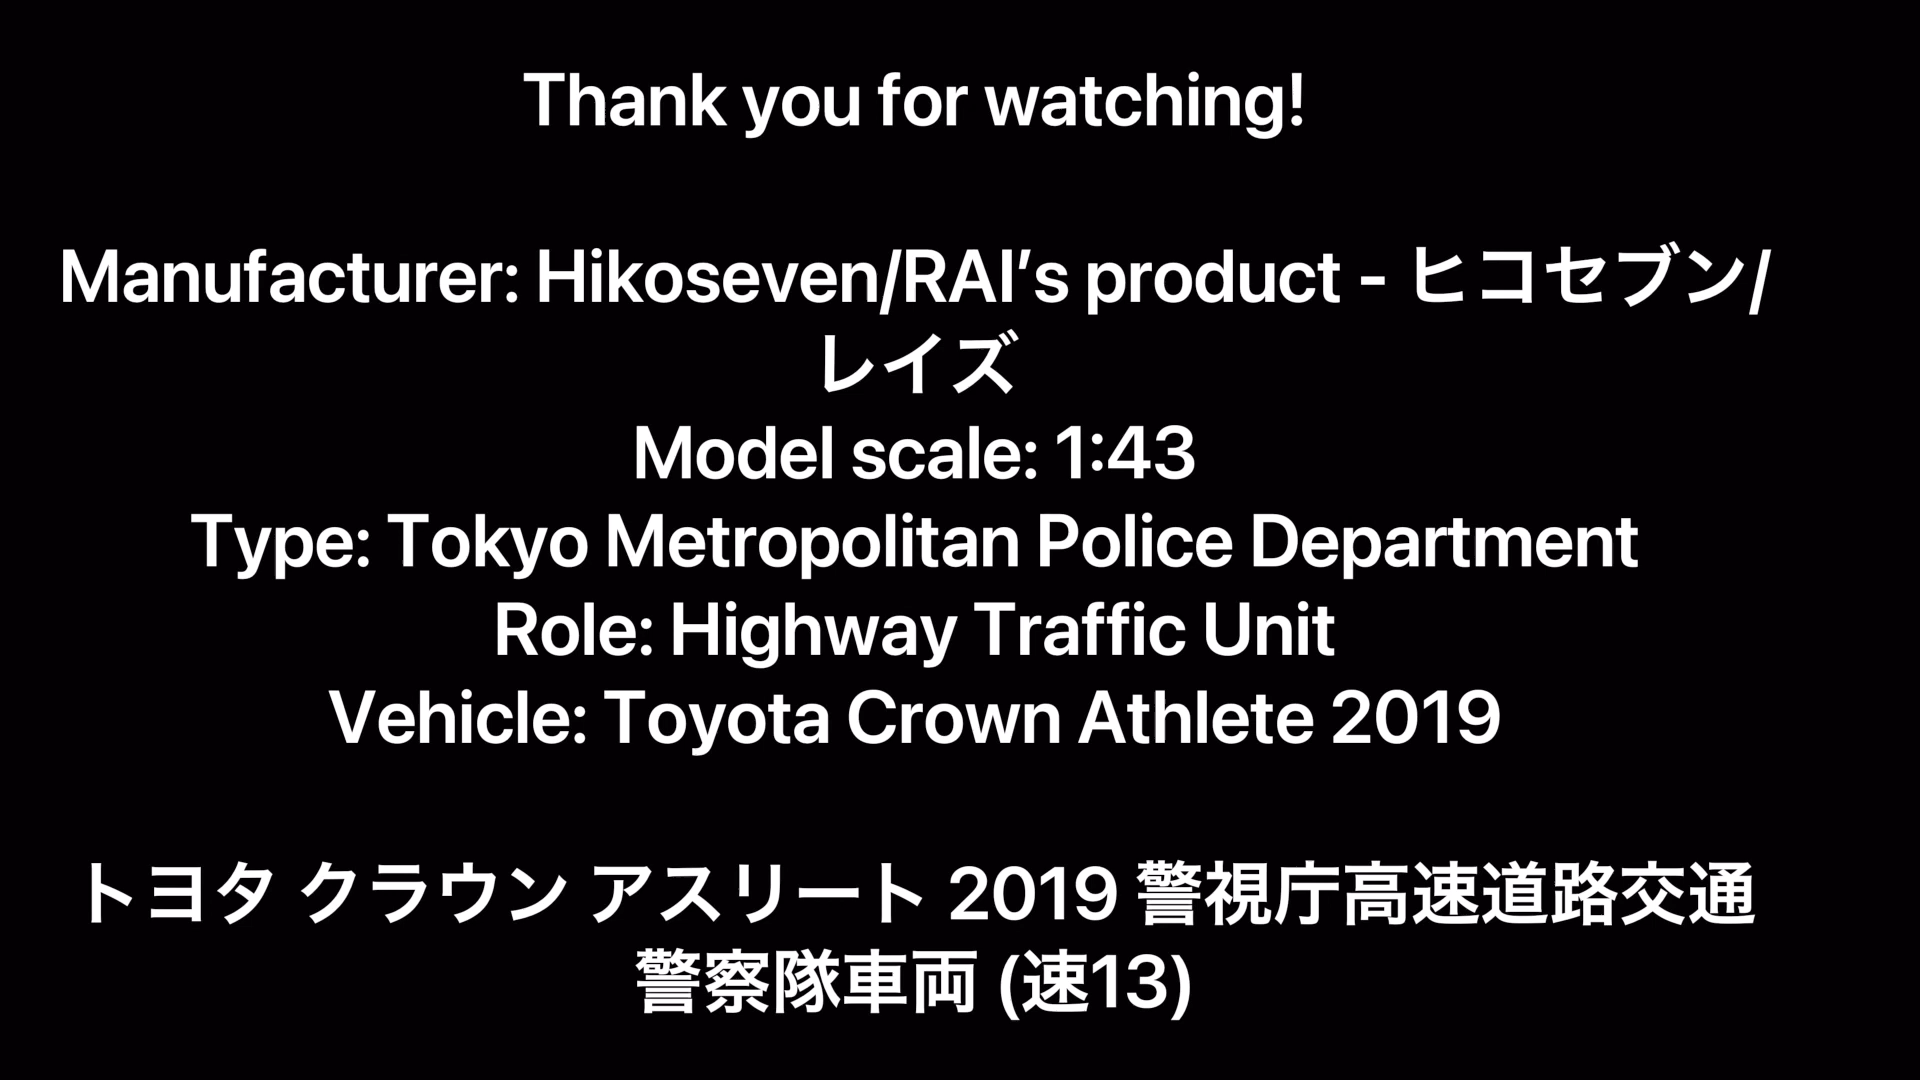 Thank you for watching!
Manufacturer: Hikoseven/RAI’s product - ヒコセブン/
レイズ
Model scale: 1:43
Type: Tokyo Metropolitan Police Department
Role: Highway Traffic Unit
Vehicle: Toyota Crown Athlete 2019
トヨタ クラウン アスリート 2019 警視庁高速道路交通
警察隊車両 (速13)